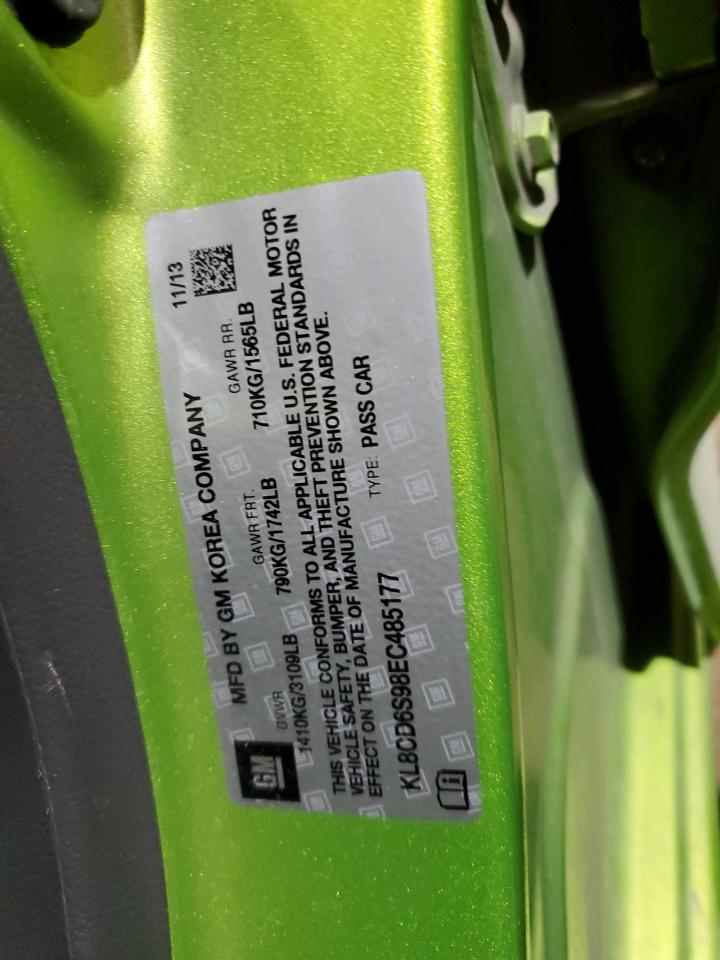 GM
MFD BY GM KOREA COMPANY 11/13
GVWR GAWR FRT. GAWR RR.
1410KG/3109LB 790KG/1742LB 710KG/1565LB
THIS VEHICLE CONFORMS TO ALL APPLICABLE U.S. FEDERAL MOTOR
VEHICLE SAFETY, BUMPER, AND THEFT PREVENTION STANDARDS IN
EFFECT ON THE DATE OF MANUFACTURE SHOWN ABOVE.
KL8CD6S98EC485177 TYPE: PASS CAR